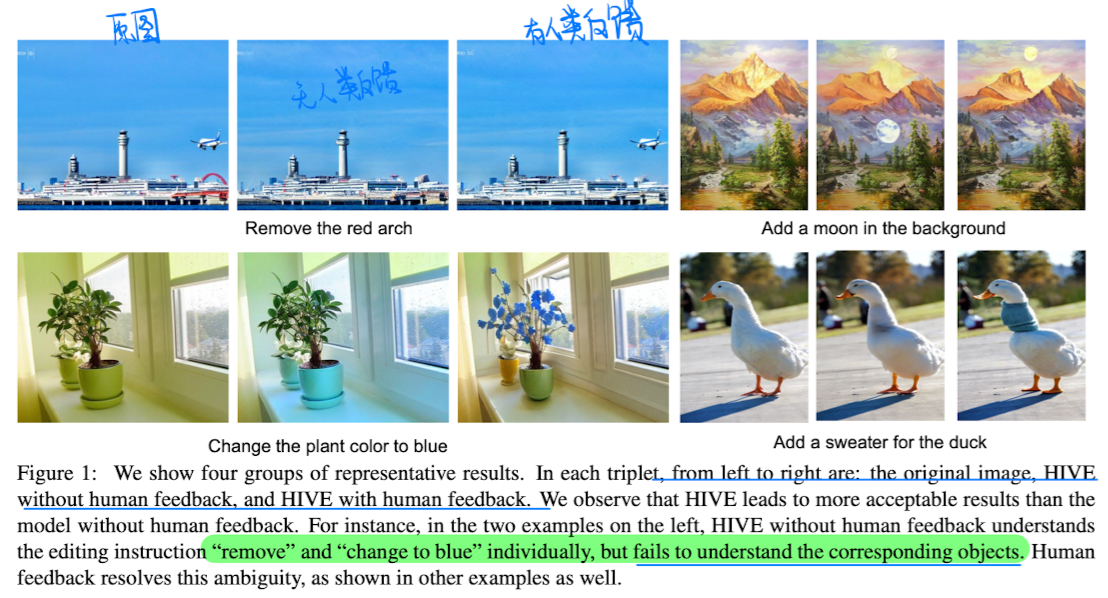 原图
有人类反馈
无人类反馈
Remove the red arch
Add a moon in the background
Change the plant color to blue
Add a sweater for the duck
Figure 1: We show four groups of representative results. In each triplet, from left to right are: the original image, HIVE
without human feedback, and HIVE with human feedback. We observe that HIVE leads to more acceptable results than the
model without human feedback. For instance, in the two examples on the left, HIVE without human feedback understands
the editing instruction “remove” and “change to blue” individually, but fails to understand the corresponding objects. Human
feedback resolves this ambiguity, as shown in other examples as well.